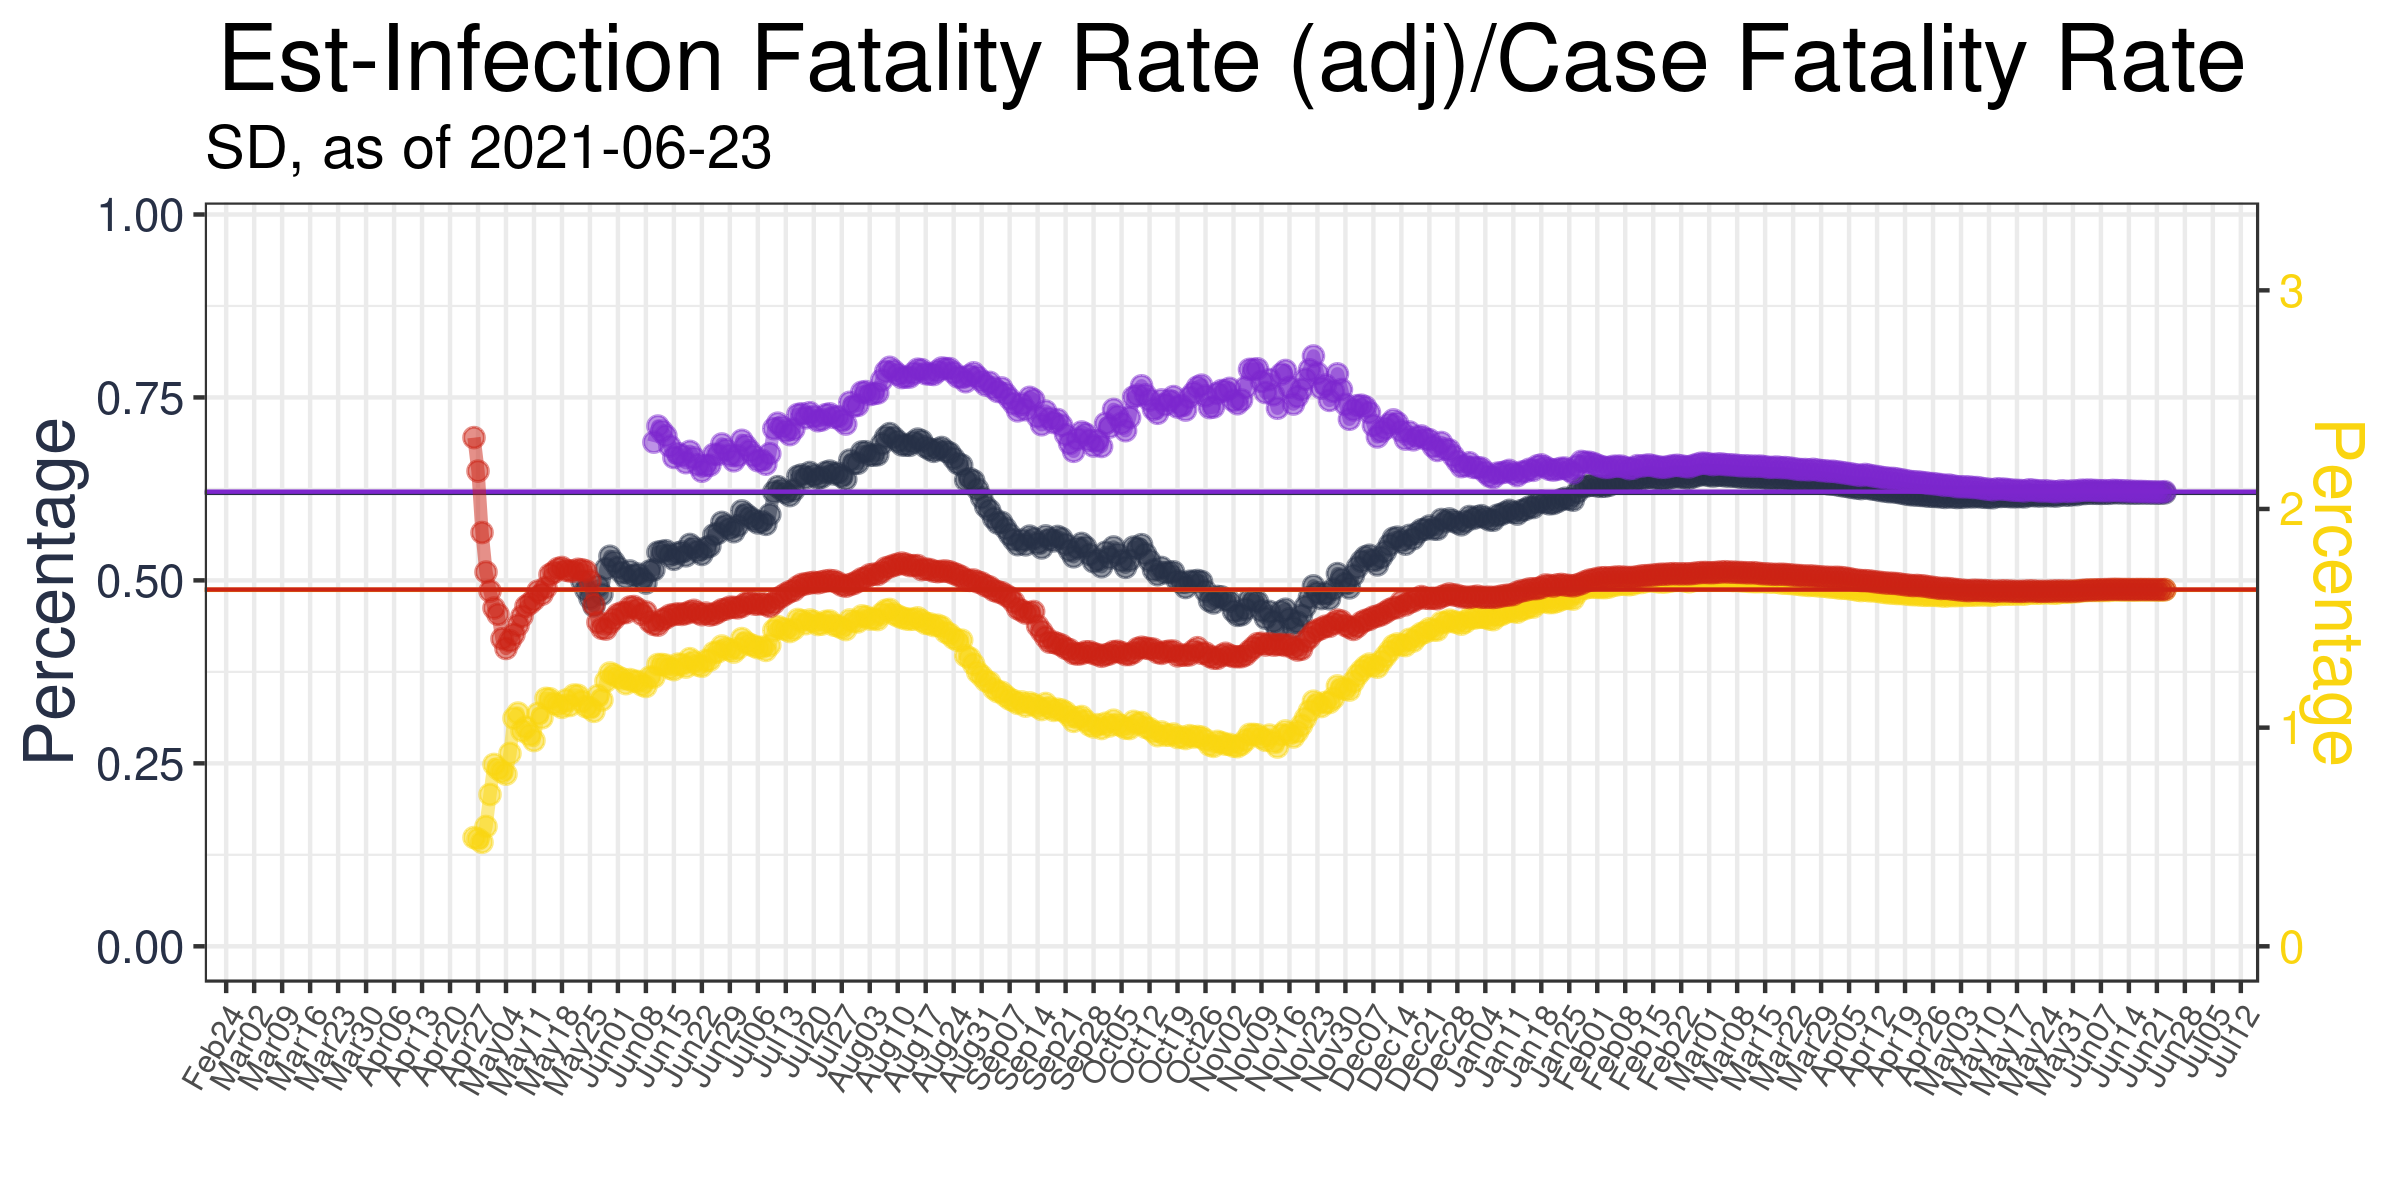 Est-Infection Fatality Rate (adj)/Case Fatality Rate
SD, as of 2021-06-23
1.00
0.75
0.50
0.25
0.00
Percentage
3
2
1
0
Percentage
Feb24
Mar02
Mar09
Mar16
Mar23
Mar30
Apr06
Apr13
Apr20
Apr27
May04
May11
May18
May25
Jun01
Jun08
Jun15
Jun22
Jun29
Jul06
Jul13
Jul20
Jul27
Aug03
Aug10
Aug17
Aug24
Aug31
Sep07
Sep14
Sep21
Sep28
Oct05
Oct12
Oct19
Oct26
Nov02
Nov09
Nov16
Nov23
Nov30
Dec07
Dec14
Dec21
Dec28
Jan04
Jan11
Jan18
Jan25
Feb01
Feb08
Feb15
Feb22
Mar01
Mar08
Mar15
Mar22
Mar29
Apr05
Apr12
Apr19
Apr26
May03
May10
May17
May24
May31
Jun07
Jun14
Jun21
Jun28
Jul05
Jul12